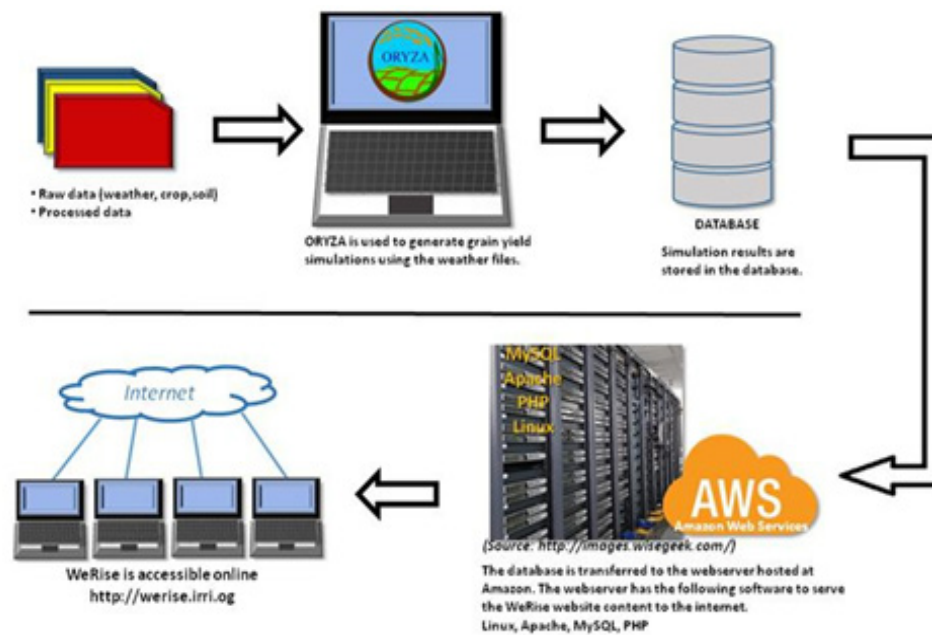 ORYZA
• Raw data (weather, crop,soil)
• Processed data
ORYZA is used to generate grain yield
simulations using the weather files.
DATABASE
Simulation results are
stored in the database.
Internet
WeRise is accessible online
http://werise.irri.og
MySQL
Apache
PHP
Linux
AWS
Amazon Web Services
(Source: http://images.wisegeek.com/)
The database is transferred to the webserver hosted at
Amazon. The webserver has the following software to serve
the WeRise website content to the internet.
Linux, Apache, MySQL, PHP